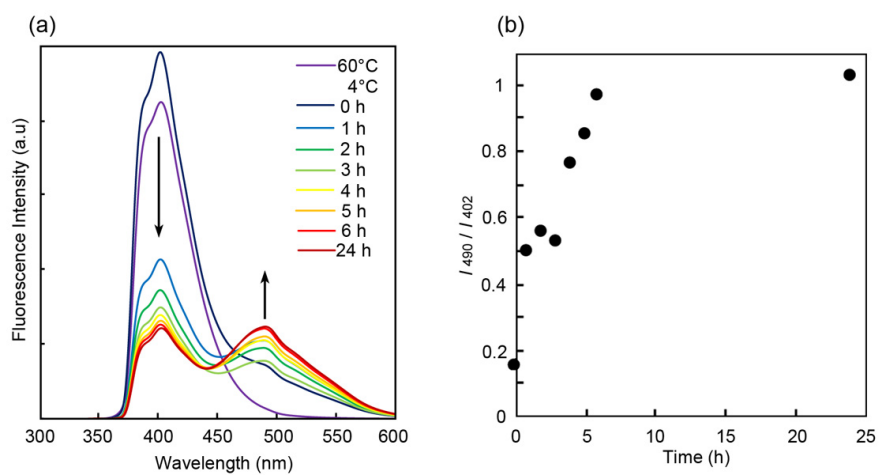 (a)
Fluorescence Intensity (a.u)
60°C
4°C
0 h
1 h
2 h
3 h
4 h
5 h
6 h
24 h
300 350 400 450 500 550 600
Wavelength (nm)
(b)
I 490 / I 402
1
0.8
0.6
0.4
0.2
0
0 5 10 15 20 25
Time (h)